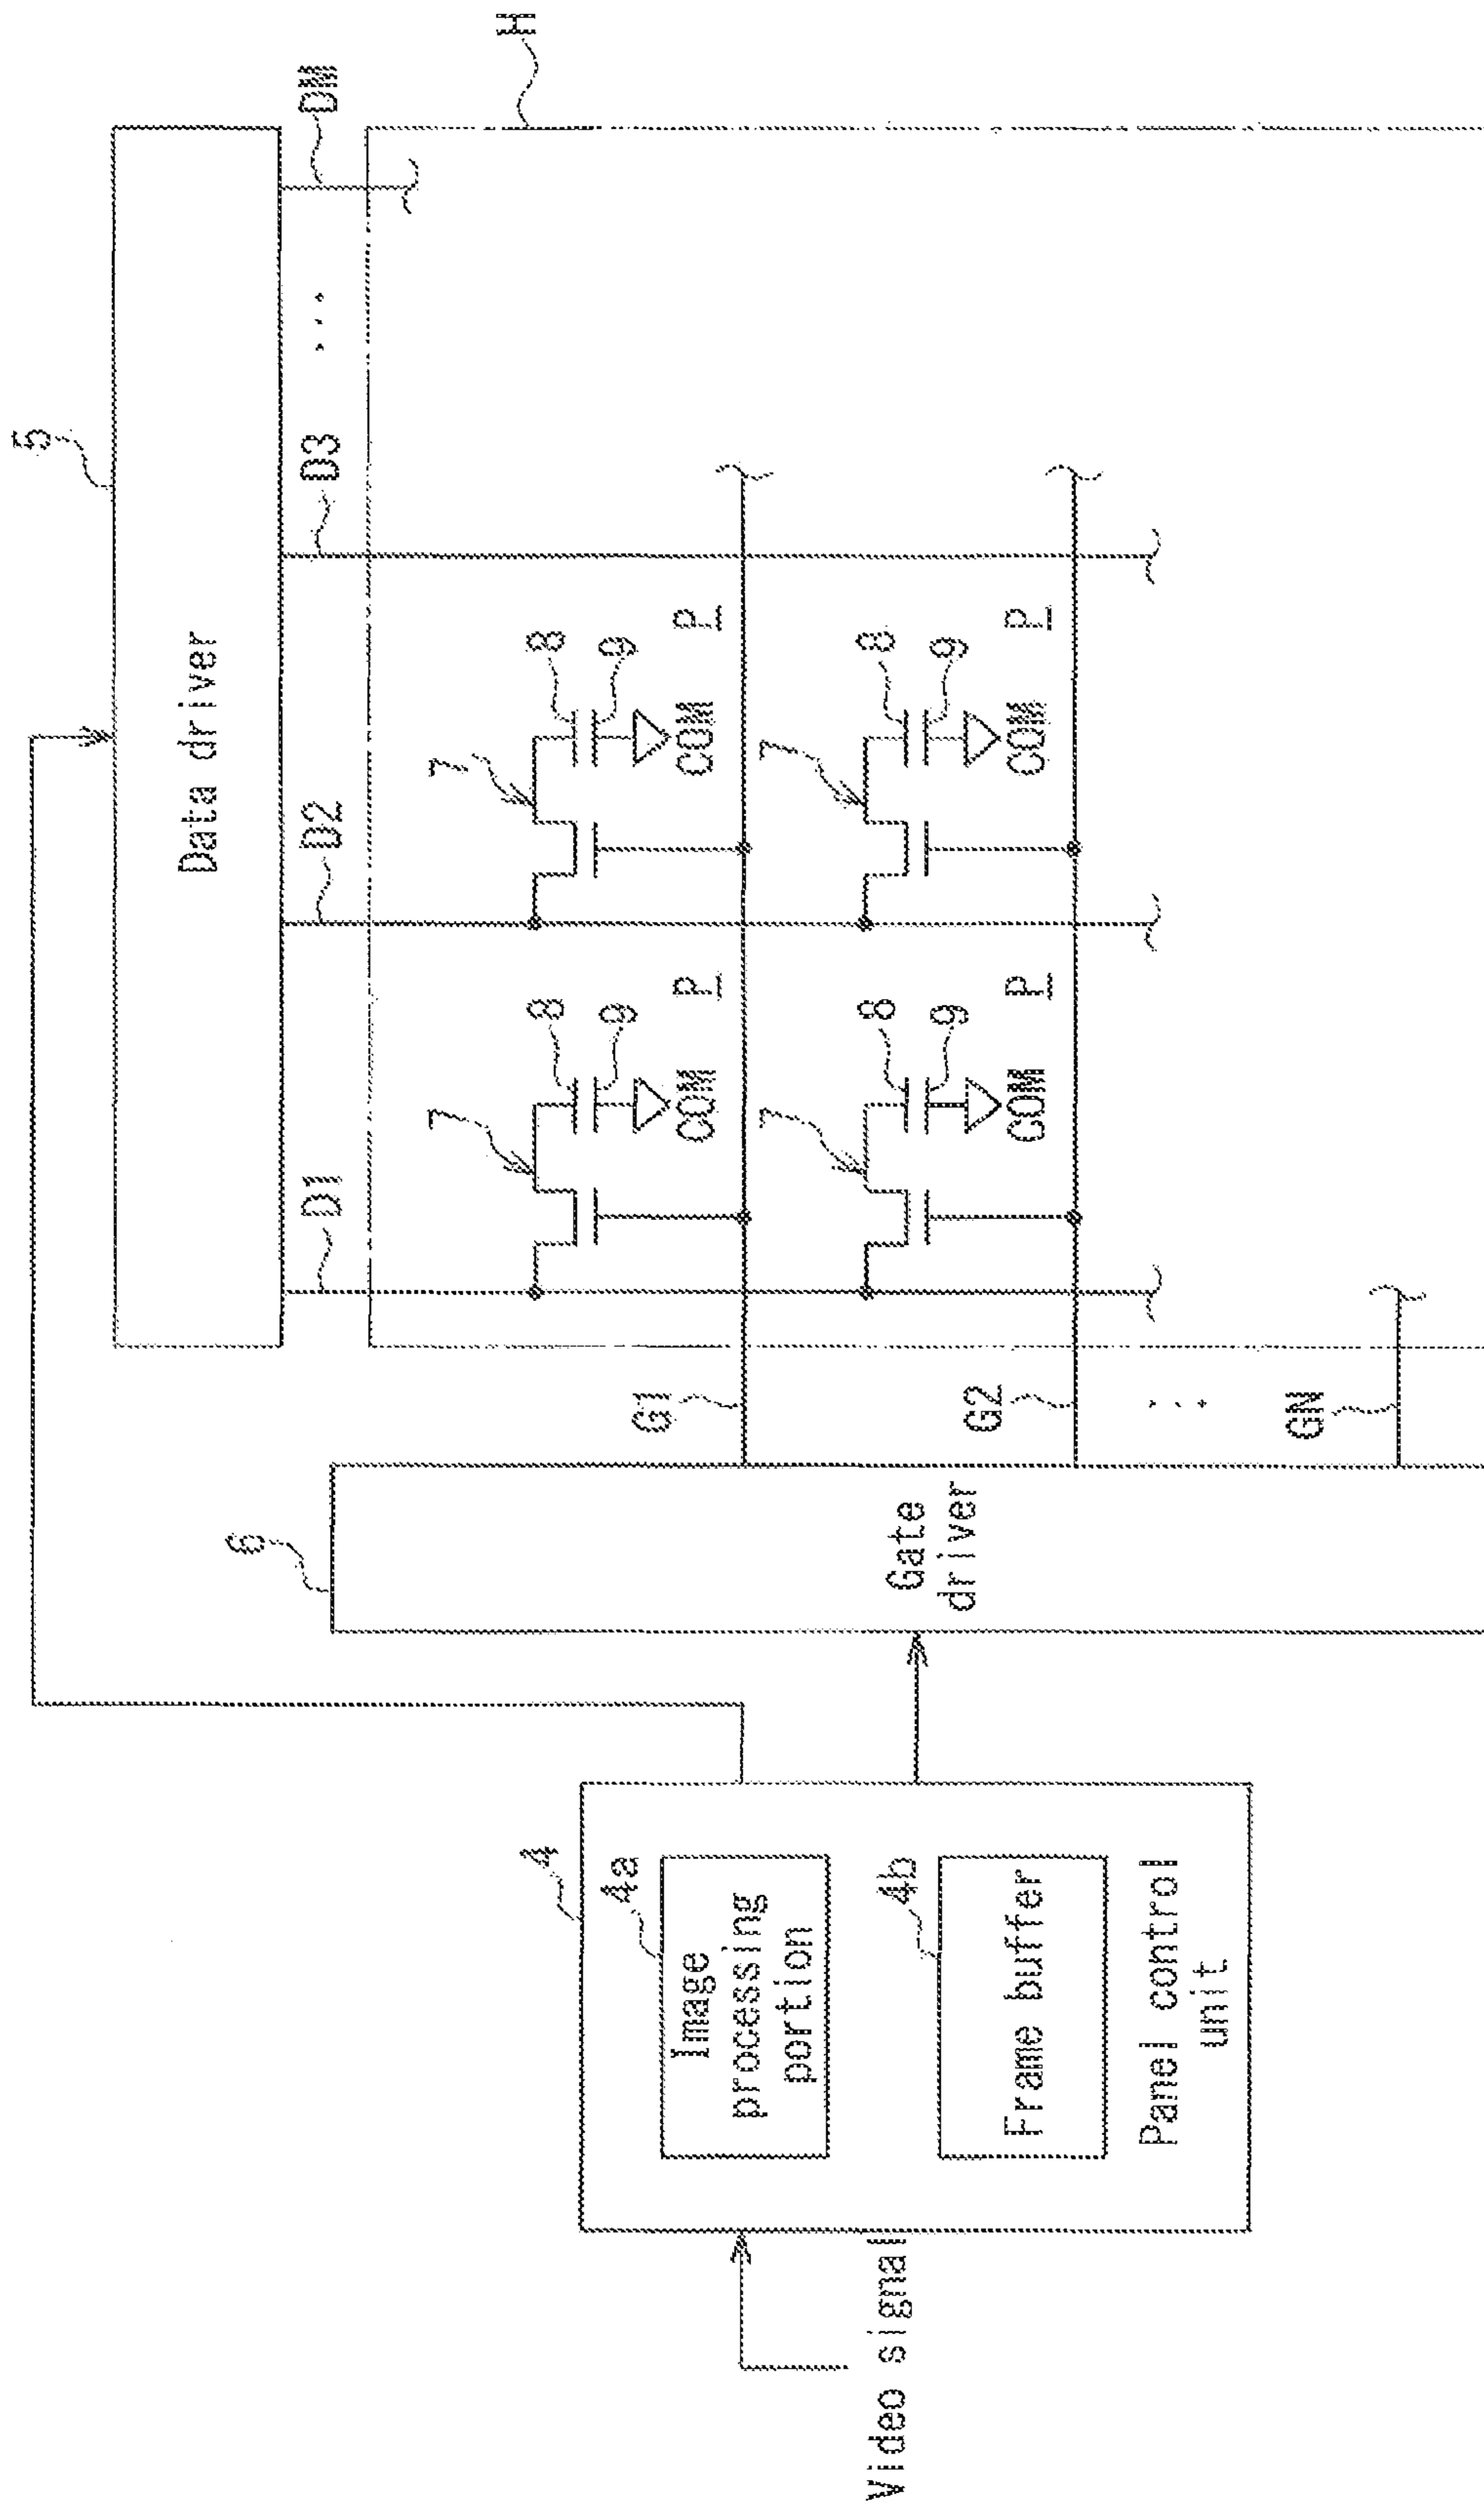 5
Data driver
H
D1
D2
D3
...
DM
6
7
8
9
COM
P
7
8
9
COM
P
G1
4
4a
Image
processing
portion
Gate
driver
7
8
9
COM
P
7
8
9
COM
P
G2
...
4b
Frame buffer
GN
Panel control
unit
Video signal